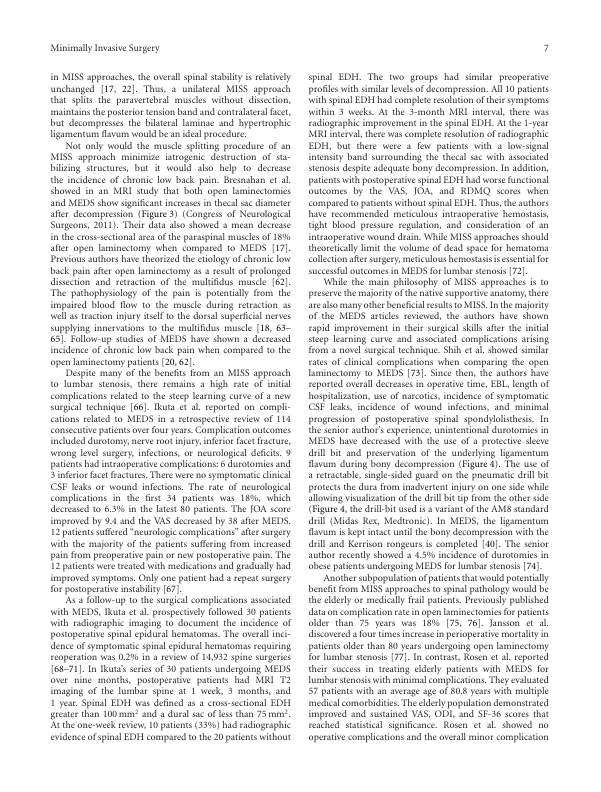 Minimally Invasive Surgery
7
in MISS approaches, the overall spinal stability is relatively
unchanged [17, 22]. Thus, a unilateral MISS approach
that splits the paravertebral muscles without dissection,
maintains the posterior tension band and contralateral facet,
but decompresses the bilateral laminae and hypertrophic
ligamentum flavum would be an ideal procedure.
Not only would the muscle splitting procedure of an
MISS approach minimize iatrogenic destruction of sta-
bilizing structures, but it would also help to decrease
the incidence of chronic low back pain. Bresnahan et al.
showed in an MRI study that both open laminectomies
and MEDS show significant increases in thecal sac diameter
after decompression (Figure 3) (Congress of Neurological
Surgeons, 2011). Their data also showed a mean decrease
in the cross-sectional area of the paraspinal muscles of 18%
after open laminectomy when compared to MEDS [17].
Previous authors have theorized the etiology of chronic low
back pain after open laminectomy as a result of prolonged
dissection and retraction of the multifidus muscle [62].
The pathophysiology of the pain is potentially from the
impaired blood flow to the muscle during retraction as
well as traction injury itself to the dorsal superficial nerves
supplying innervations to the multifidus muscle [18, 63–
65]. Follow-up studies of MEDS have shown a decreased
incidence of chronic low back pain when compared to the
open laminectomy patients [20, 62].
Despite many of the benefits from an MISS approach
to lumbar stenosis, there remains a high rate of initial
complications related to the steep learning curve of a new
surgical technique [66]. Ikuta et al. reported on compli-
cations related to MEDS in a retrospective review of 114
consecutive patients over four years. Complication outcomes
included durotomy, nerve root injury, inferior facet fracture,
wrong level surgery, infections, or neurological deficits. 9
patients had intraoperative complications: 6 durotomies and
3 inferior facet fractures. There were no symptomatic clinical
CSF leaks or wound infections. The rate of neurological
complications in the first 34 patients was 18%, which
decreased to 6.3% in the latest 80 patients. The JOA score
improved by 9.4 and the VAS decreased by 38 after MEDS.
12 patients suffered “neurologic complications” after surgery
with the majority of the patients suffering from increased
pain from preoperative pain or new postoperative pain. The
12 patients were treated with medications and gradually had
improved symptoms. Only one patient had a repeat surgery
for postoperative instability [67].
As a follow-up to the surgical complications associated
with MEDS, Ikuta et al. prospectively followed 30 patients
with radiographic imaging to document the incidence of
postoperative spinal epidural hematomas. The overall inci-
dence of symptomatic spinal epidural hematomas requiring
reoperation was 0.2% in a review of 14,932 spine surgeries
[68–71]. In Ikuta's series of 30 patients undergoing MEDS
over nine months, postoperative patients had MRI T2
imaging of the lumbar spine at 1 week, 3 months, and
1 year. Spinal EDH was defined as a cross-sectional EDH
greater than 100 mm² and a dural sac of less than 75 mm².
At the one-week review, 10 patients (33%) had radiographic
evidence of spinal EDH compared to the 20 patients without
spinal EDH. The two groups had similar preoperative
profiles with similar levels of decompression. All 10 patients
with spinal EDH had complete resolution of their symptoms
within 3 weeks. At the 3-month MRI interval, there was
radiographic improvement in the spinal EDH. At the 1-year
MRI interval, there was complete resolution of radiographic
EDH, but there were a few patients with a low-signal
intensity band surrounding the thecal sac with associated
stenosis despite adequate bony decompression. In addition,
patients with postoperative spinal EDH had worse functional
outcomes by the VAS, JOA, and RDMQ scores when
compared to patients without spinal EDH. Thus, the authors
have recommended meticulous intraoperative hemostasis,
tight blood pressure regulation, and consideration of an
intraoperative wound drain. While MISS approaches should
theoretically limit the volume of dead space for hematoma
collection after surgery, meticulous hemostasis is essential for
successful outcomes in MEDS for lumbar stenosis [72].
While the main philosophy of MISS approaches is to
preserve the majority of the native supportive anatomy, there
are also many other beneficial results to MISS. In the majority
of the MEDS articles reviewed, the authors have shown
rapid improvement in their surgical skills after the initial
steep learning curve and associated complications arising
from a novel surgical technique. Shih et al. showed similar
rates of clinical complications when comparing the open
laminectomy to MEDS [73]. Since then, the authors have
reported overall decreases in operative time, EBL, length of
hospitalization, use of narcotics, incidence of symptomatic
CSF leaks, incidence of wound infections, and minimal
progression of postoperative spinal spondylolisthesis. In
the senior author's experience, unintentional durotomies in
MEDS have decreased with the use of a protective sleeve
drill bit and preservation of the underlying ligamentum
flavum during bony decompression (Figure 4). The use of
a retractable, single-sided guard on the pneumatic drill bit
protects the dura from inadvertent injury on one side while
allowing visualization of the drill bit tip from the other side
(Figure 4, the drill-bit used is a variant of the AM8 standard
drill (Midas Rex, Medtronic). In MEDS, the ligamentum
flavum is kept intact until the bony decompression with the
drill and Kerrison rongeurs is completed [40]. The senior
author recently showed a 4.5% incidence of durotomies in
obese patients undergoing MEDS for lumbar stenosis [74].
Another subpopulation of patients that would potentially
benefit from MISS approaches to spinal pathology would be
the elderly or medically frail patients. Previously published
data on complication rate in open laminectomies for patients
older than 75 years was 18% [75, 76]. Jansson et al.
discovered a four times increase in perioperative mortality in
patients older than 80 years undergoing open laminectomy
for lumbar stenosis [77]. In contrast, Rosen et al. reported
their success in treating elderly patients with MEDS for
lumbar stenosis with minimal complications. They evaluated
57 patients with an average age of 80.8 years with multiple
medical comorbidities. The elderly population demonstrated
improved and sustained VAS, ODI, and SF-36 scores that
reached statistical significance. Rosen et al. showed no
operative complications and the overall minor complication